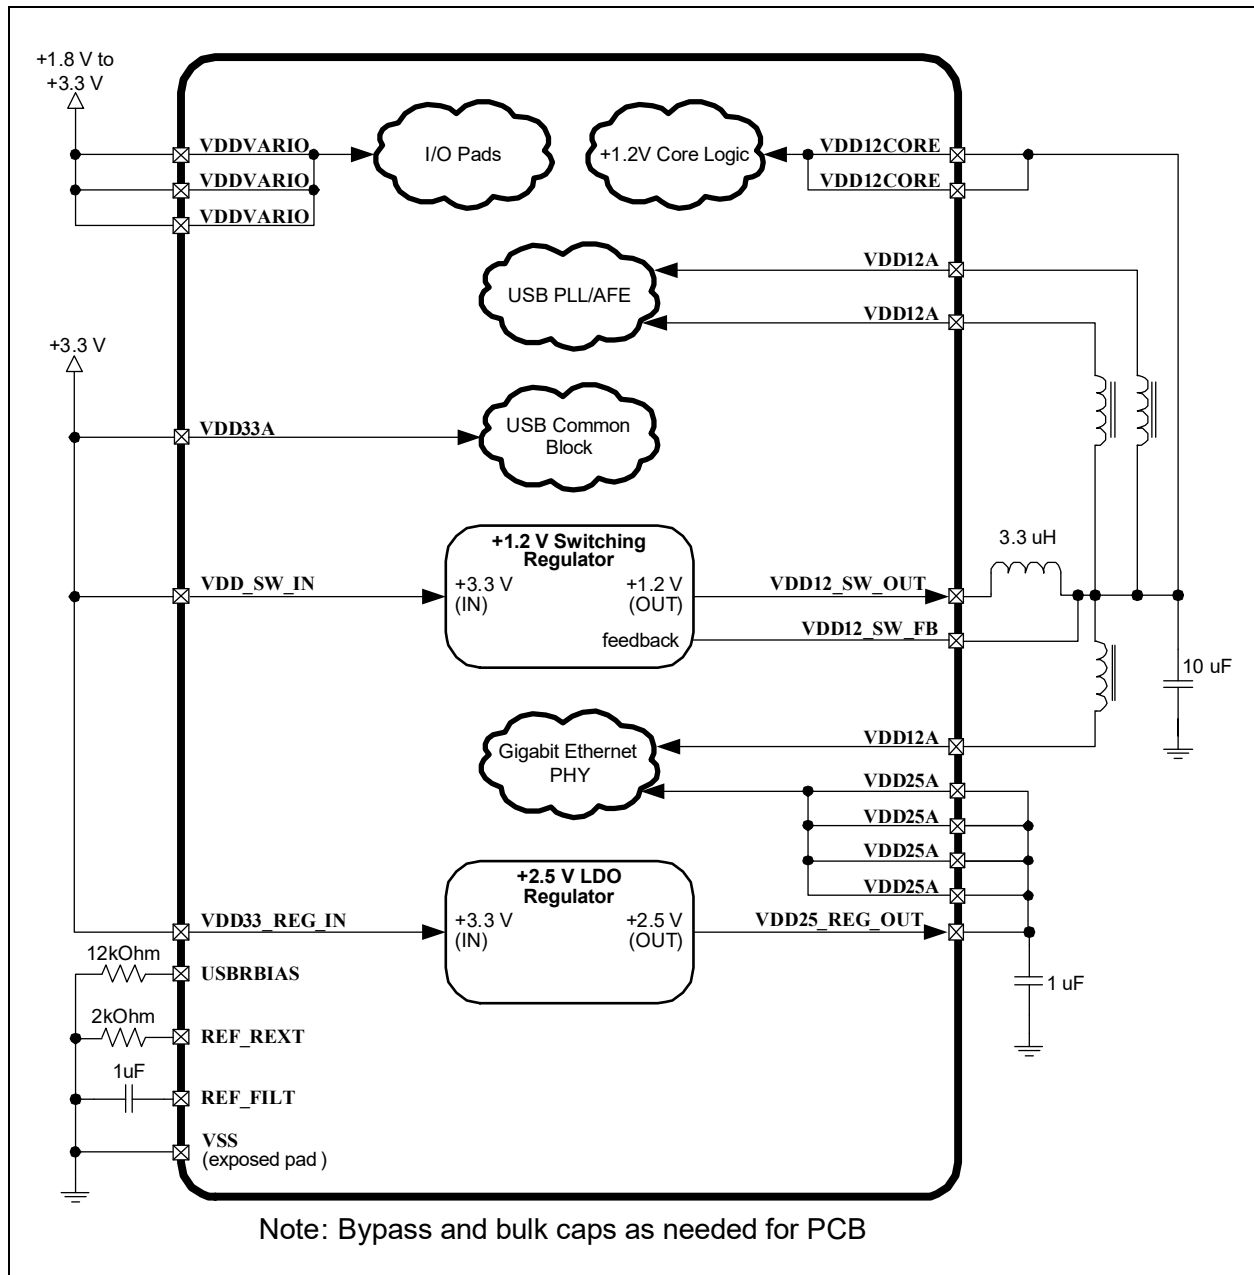 +1.8 V to
+3.3 V
VDDVARIO
VDDVARIO
VDDVARIO
I/O Pads
+1.2V Core Logic
VDD12CORE
VDD12CORE
USB PLL/AFE
VDD12A
VDD12A
+3.3 V
VDD33A
USB Common
Block
+1.2 V Switching
Regulator
VDD_SW_IN
+3.3 V
(IN)
+1.2 V
(OUT)
feedback
VDD12_SW_OUT
VDD12_SW_FB
3.3 uH
10 uF
Gigabit Ethernet
PHY
VDD12A
VDD25A
VDD25A
VDD25A
VDD25A
+2.5 V LDO
Regulator
VDD33_REG_IN
+3.3 V
(IN)
+2.5 V
(OUT)
VDD25_REG_OUT
1 uF
12kOhm
USBRBIAS
2kOhm
REF_REXT
1uF
REF_FILT
VSS
(exposed pad )
Note: Bypass and bulk caps as needed for PCB